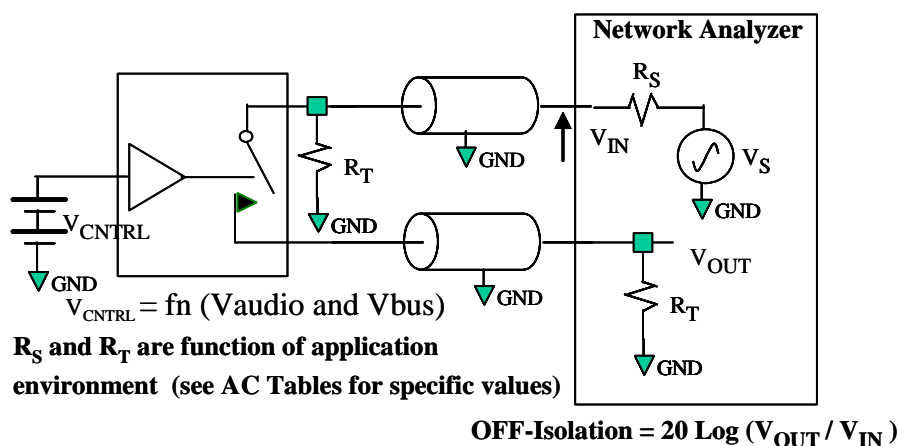 Network Analyzer
R_S
V_IN
V_S
GND
GND
R_T
GND
V_CNTRL
GND
V_OUT
R_T
GND
GND
V_CNTRL = fn (Vaudio and Vbus)
R_S and R_T are function of application
environment (see AC Tables for specific values)
GND
OFF-Isolation = 20 Log (V_OUT / V_IN )